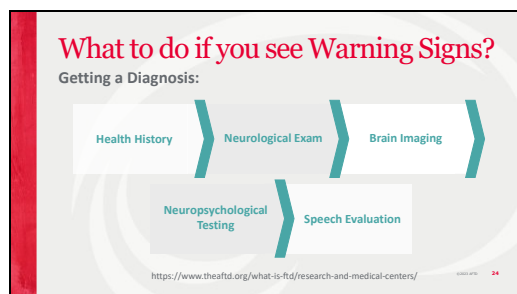 What to do if you see Warning Signs?
Getting a Diagnosis:
Health History
Neurological Exam
Brain Imaging
Neuropsychological
Testing
Speech Evaluation
https://www.theaftd.org/what-is-ftd/research-and-medical-centers/
24